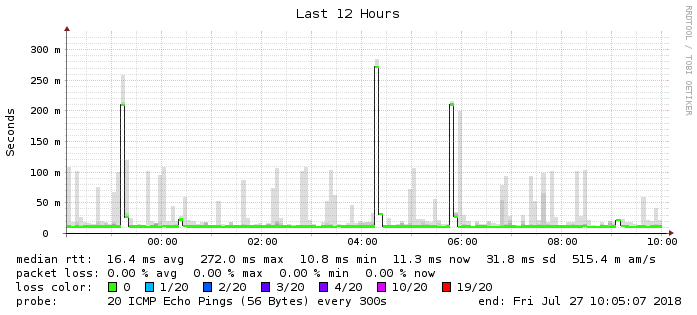 Last 12 Hours
RRDTOOL / TOBI OETIKER
Seconds
300 m
250 m
200 m
150 m
100 m
50 m
0
00:00 02:00 04:00 06:00 08:00 10:00
median rtt: 16.4 ms avg 272.0 ms max 10.8 ms min 11.3 ms now 31.8 ms sd 515.4 m am/s
packet loss: 0.00 % avg 0.00 % max 0.00 % min 0.00 % now
loss color: 0 1/20 2/20 3/20 4/20 10/20 19/20
probe: 20 ICMP Echo Pings (56 Bytes) every 300s end: Fri Jul 27 10:05:07 2018